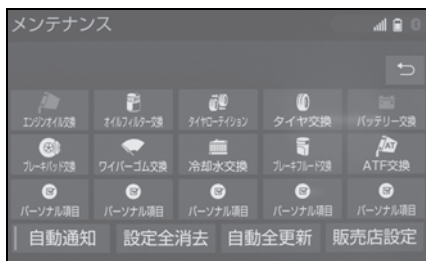 メンテナンス
エンジンオイル交換 オイルフィルター交換 タイヤローテイション タイヤ交換 バッテリー交換
ブレーキパッド交換 ワイパーゴム交換 冷却水交換 ブレーキフルード交換 AT ATF交換
パーソナル項目 パーソナル項目 パーソナル項目 パーソナル項目 パーソナル項目
自動通知 設定全消去 自動全更新 販売店設定